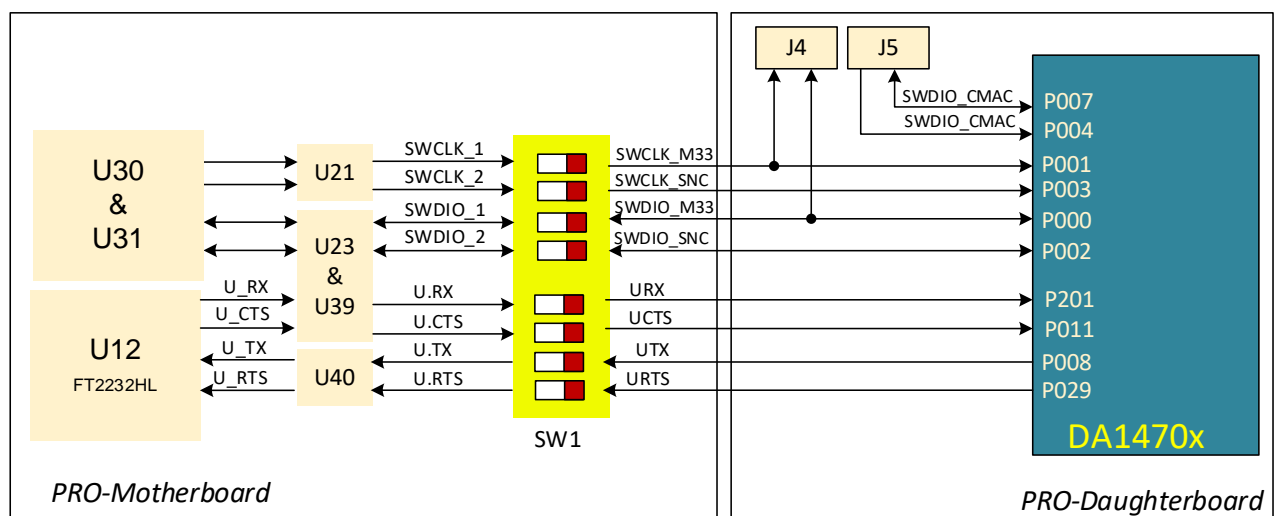 J4
J5
SWDIO_CMAC
P007
SWDIO_CMAC
P004
U30
&
U31
U21
SWCLK_1
SWCLK_M33
P001
SWCLK_2
SWCLK_SNC
P003
SWDIO_1
SWDIO_M33
P000
U23
&
U39
SWDIO_2
SWDIO_SNC
P002
U_RX
U.RX
URX
P201
U_CTS
U.CTS
UCTS
P011
U12
FT2232HL
U_TX
U40
U.TX
UTX
P008
U_RTS
U.RTS
URTS
P029
SW1
DA1470x
PRO-Motherboard
PRO-Daughterboard